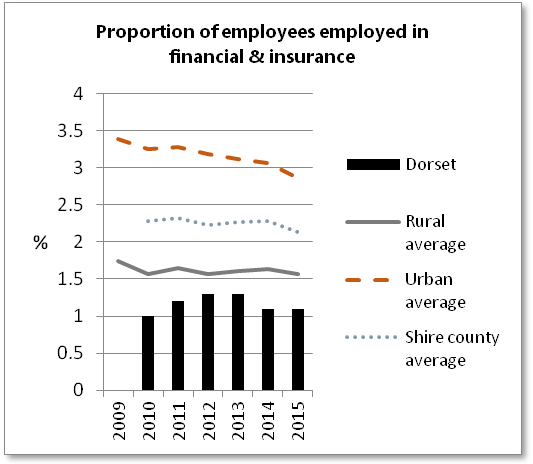 Proportion of employees employed in
financial & insurance
4
3.5
3
2.5
2
1.5
1
0.5
0
%
2009
2010
2011
2012
2013
2014
2015
Dorset
Rural
average
Urban
average
Shire county
average